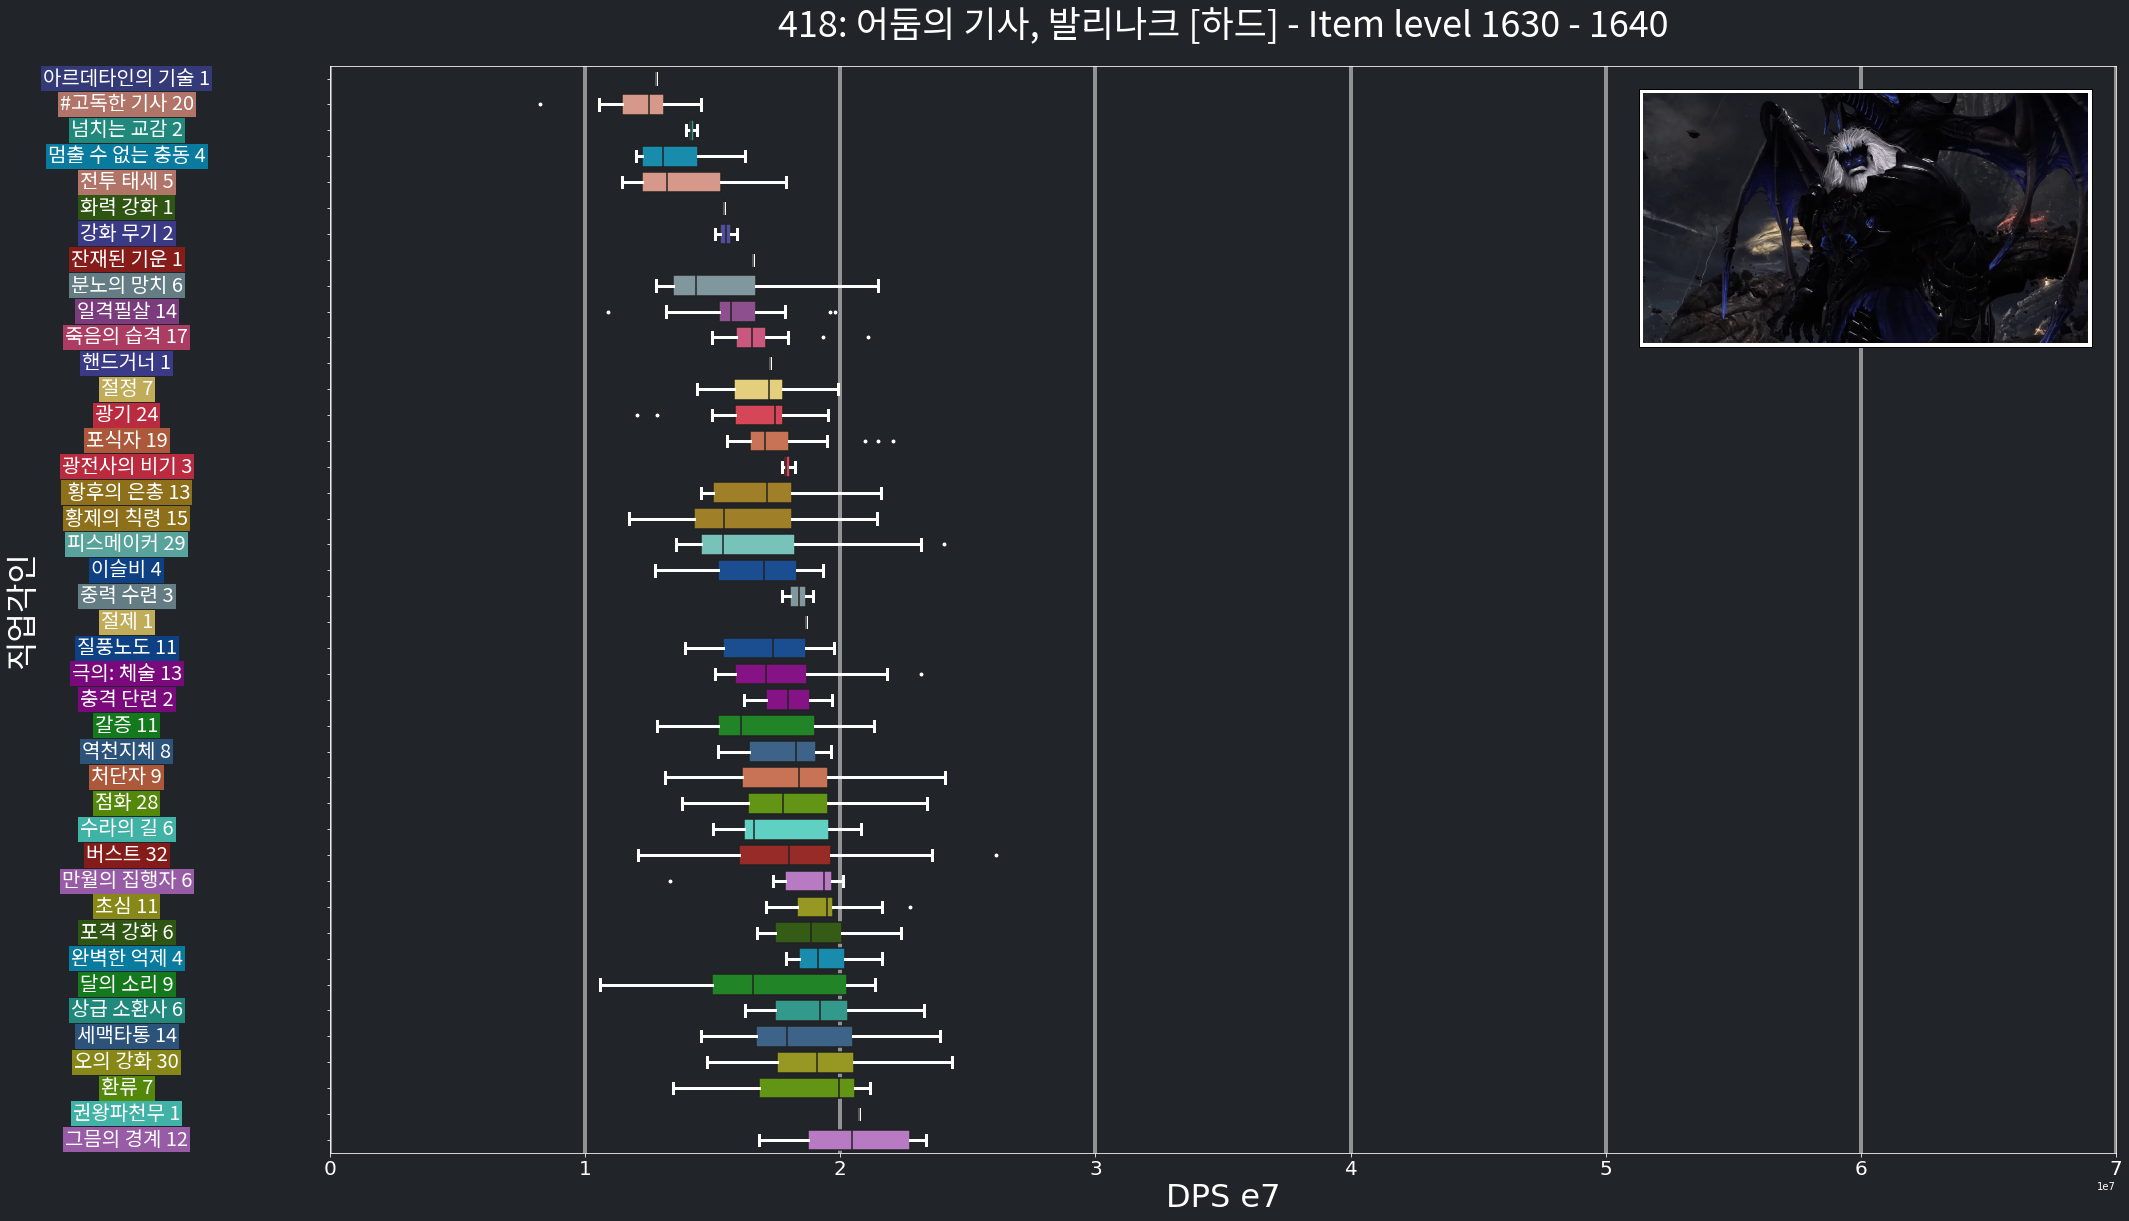 418: 어둠의 기사, 발리나크 [하드] - Item level 1630 - 1640
아르데타인의 기술 1
#고독한 기사 20
넘치는 교감 2
멈출 수 없는 충동 4
전투 태세 5
화력 강화 1
강화 무기 2
잔재된 기운 1
분노의 망치 6
일격필살 14
죽음의 습격 17
핸드거너 1
절정 7
광기 24
포식자 19
광전사의 비기 3
황후의 은총 13
황제의 칙령 15
피스메이커 29
이슬비 4
중력 수련 3
절제 1
질풍노도 11
극의: 체술 13
충격 단련 2
갈증 11
역천지체 8
처단자 9
점화 28
수라의 길 6
버스트 32
만월의 집행자 6
초심 11
포격 강화 6
완벽한 억제 4
달의 소리 9
상급 소환사 6
세맥타통 14
오의 강화 30
환류 7
권왕파천무 1
그믐의 경계 12
직업각인
0 1 2 3 4 5 6 7
1e7
DPS e7